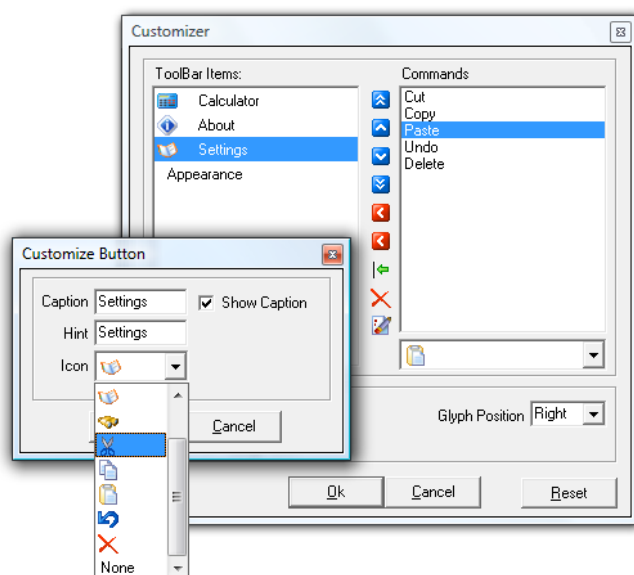 Customizer
ToolBar Items:
Commands
Calculator
About
Settings
Appearance
Cut
Copy
Paste
Undo
Delete
Customize Button
Caption Settings Show Caption
Hint Settings
Icon
Cancel
None
Glyph Position Right
Ok Cancel Reset